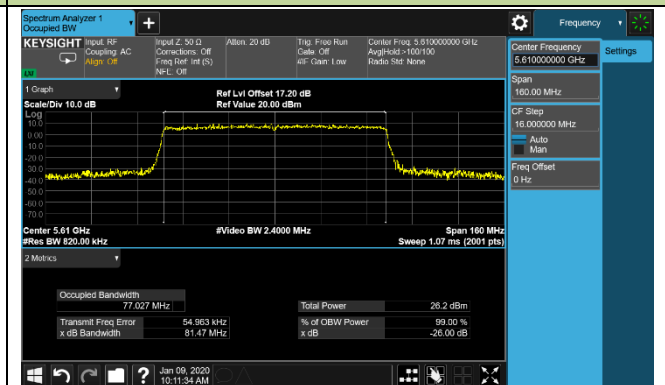 Spectrum Analyzer 1
Occupied BW
+
Frequency
KEYSIGHT
Input: RF
Coupling: AC
Align: Off
Input Z: 50 Ω
Corrections: Off
Freq Ref: Int (S)
NFE: Off
Atten: 20 dB
Trig: Free Run
Gate: Off
#IF Gain: Low
Center Freq: 5.610000000 GHz
Avg|Hold:>100/100
Radio Std: None
Center Frequency
5.610000000 GHz
Settings
Span
160.00 MHz
CF Step
16.000000 MHz
Auto
Man
Freq Offset
0 Hz
1 Graph
Scale/Div 10.0 dB
Ref Lvl Offset 17.20 dB
Ref Value 20.00 dBm
Log
10.0
0.00
-10.0
-20.0
-30.0
-40.0
-50.0
-60.0
-70.0
Center 5.61 GHz
#Res BW 820.00 kHz
#Video BW 2.4000 MHz
Span 160 MHz
Sweep 1.07 ms (2001 pts)
2 Metrics
Occupied Bandwidth
77.027 MHz
Transmit Freq Error 54.963 kHz
x dB Bandwidth 81.47 MHz
Total Power 26.2 dBm
% of OBW Power 99.00 %
x dB -26.00 dB
?
Jan 09, 2020
10:11:34 AM